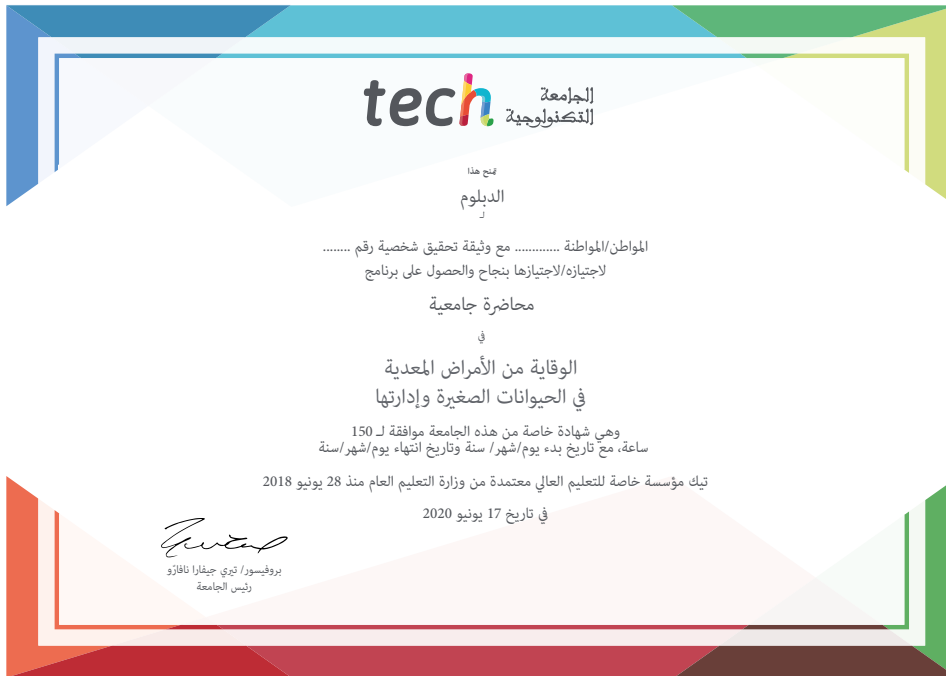 tech الجامعة
التكنولوجية
يمنح هذا
الدبلوم
لـ
المواطن/المواطنة ............. مع وثيقة تحقيق شخصية رقم ........
لاجتيازه/لاجتيازها بنجاح والحصول على برنامج
محاضرة جامعية
في
الوقاية من الأمراض المعدية
في الحيوانات الصغيرة وإدارتها
وهي شهادة خاصة من هذه الجامعة موافقة لـ 150
ساعة، مع تاريخ بدء يوم/شهر/ سنة وتاريخ انتهاء يوم/شهر/سنة
تيك مؤسسة خاصة للتعليم العالي معتمدة من وزارة التعليم العام منذ 28 يونيو 2018
في تاريخ 17 يونيو 2020
بروفيسور/ تيري جيفارا نافارّو
رئيس الجامعة